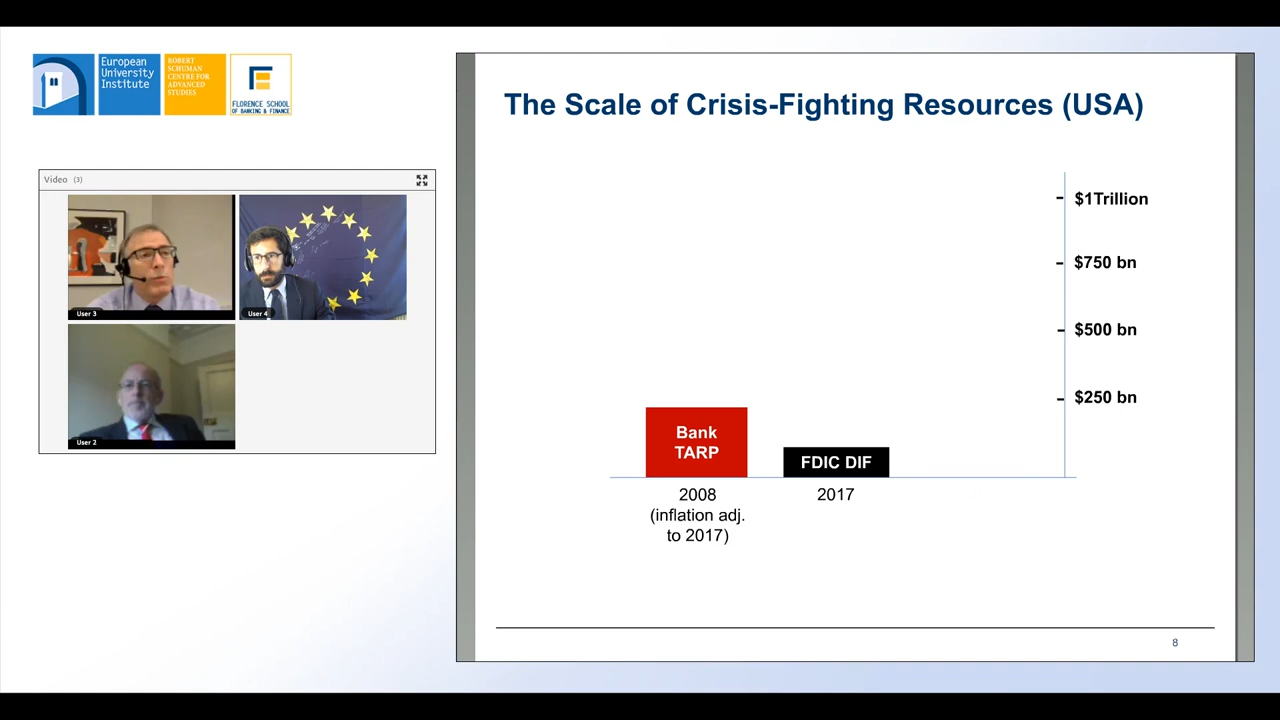 European
University
Institute
ROBERT
SCHUMAN
CENTRE FOR
ADVANCED
STUDIES
FLORENCE SCHOOL
OF BANKING & FINANCE
Video (3)
User 3
User 4
User 2
The Scale of Crisis-Fighting Resources (USA)
$1Trillion
$750 bn
$500 bn
$250 bn
Bank
TARP
FDIC DIF
2008
(inflation adj.
to 2017)
2017
8